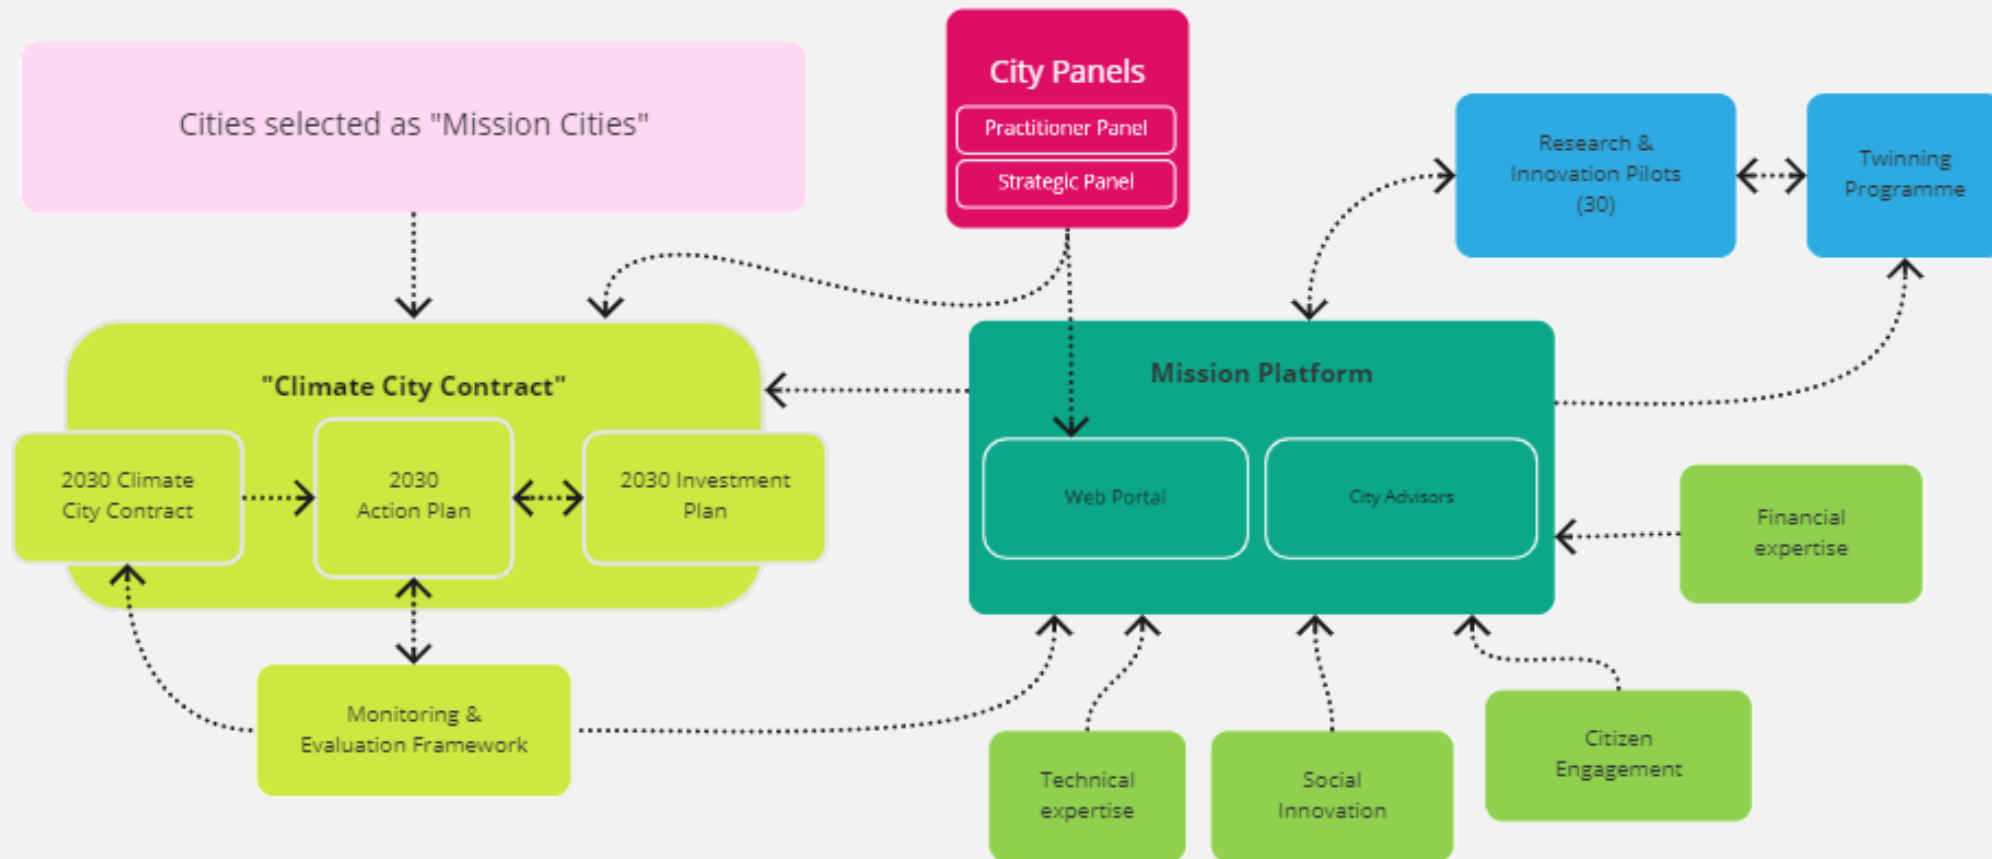 Cities selected as "Mission Cities"
City Panels
Practitioner Panel
Strategic Panel
Research &
Innovation Pilots
(30)
Twinning
Programme
"Climate City Contract"
2030 Climate
City Contract
2030
Action Plan
2030 Investment
Plan
Mission Platform
Web Portal
City Advisors
Financial
expertise
Monitoring &
Evaluation Framework
Technical
expertise
Social
Innovation
Citizen
Engagement